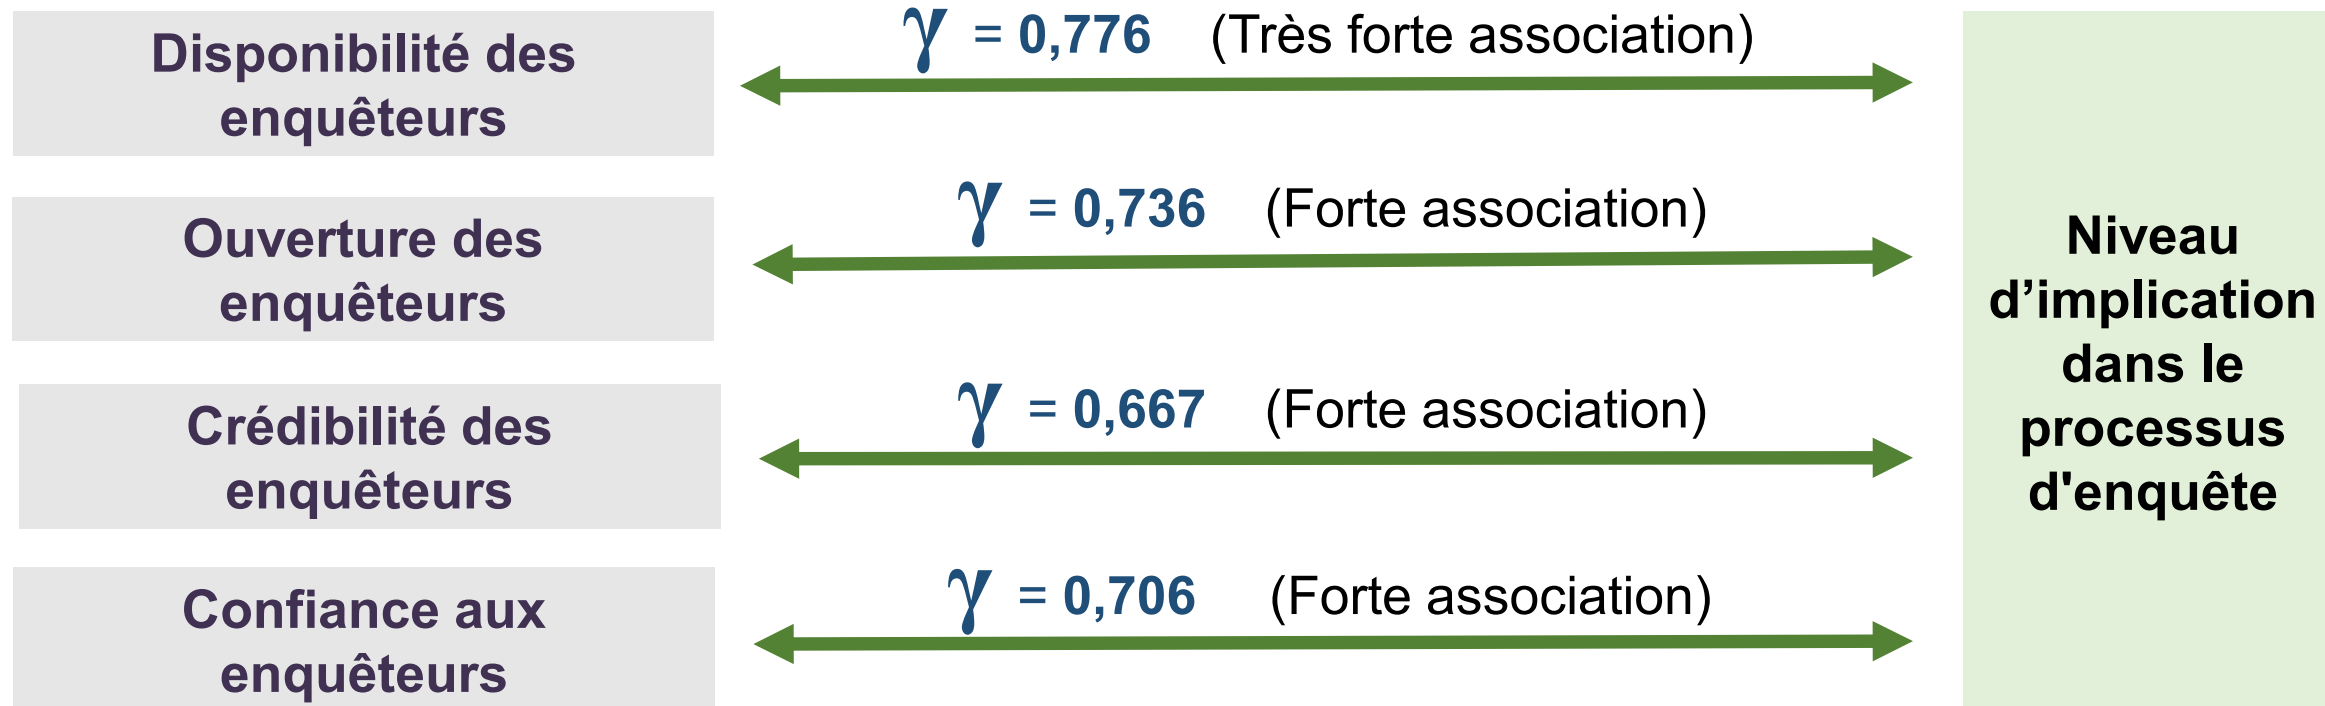 Disponibilité des
enquêteurs
γ = 0,776 (Très forte association)
Ouverture des
enquêteurs
γ = 0,736 (Forte association)
Crédibilité des
enquêteurs
γ = 0,667 (Forte association)
Confiance aux
enquêteurs
γ = 0,706 (Forte association)
Niveau
d’implication
dans le
processus
d'enquête